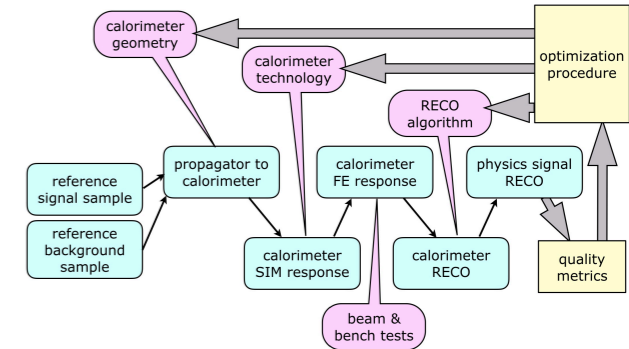 calorimeter
geometry
calorimeter
technology
RECO
algorithm
optimization
procedure
reference
signal sample
reference
background
sample
propagator to
calorimeter
calorimeter
SIM response
calorimeter
FE response
calorimeter
RECO
physics signal
RECO
quality
metrics
beam &
bench tests